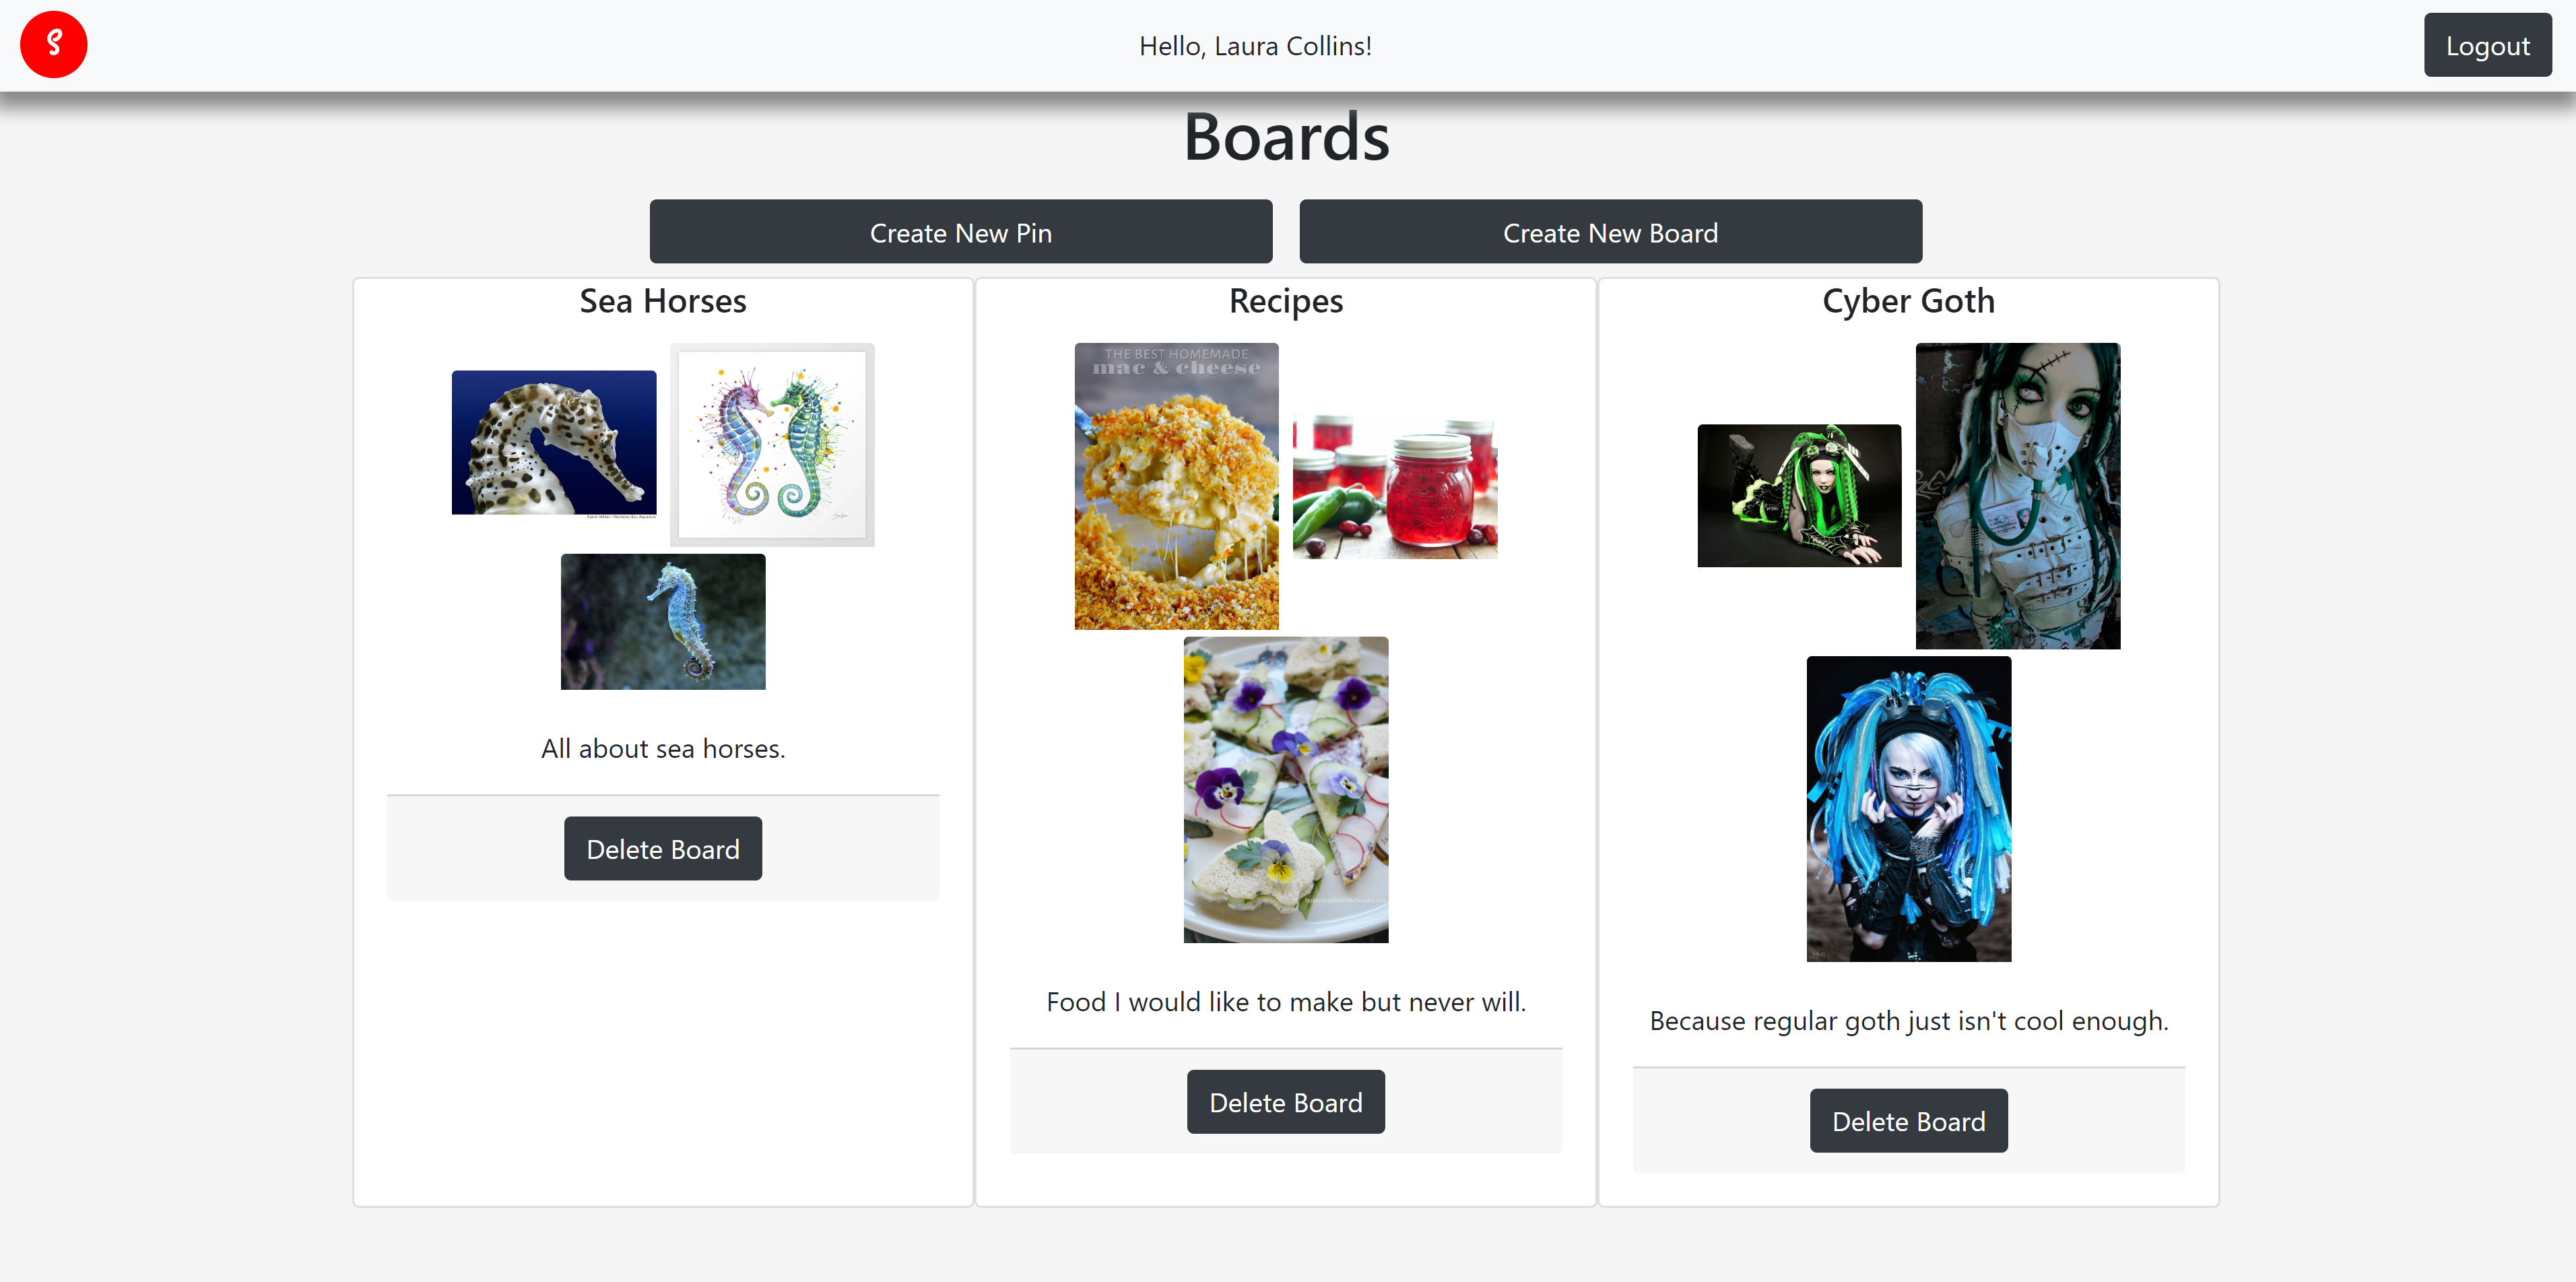 Hello, Laura Collins!
Logout
Boards
Create New Pin
Create New Board
Sea Horses
Recipes
Cyber Goth
THE BEST HOMEMADE
mac & cheese
All about sea horses.
Delete Board
Food I would like to make but never will.
Delete Board
Because regular goth just isn't cool enough.
Delete Board